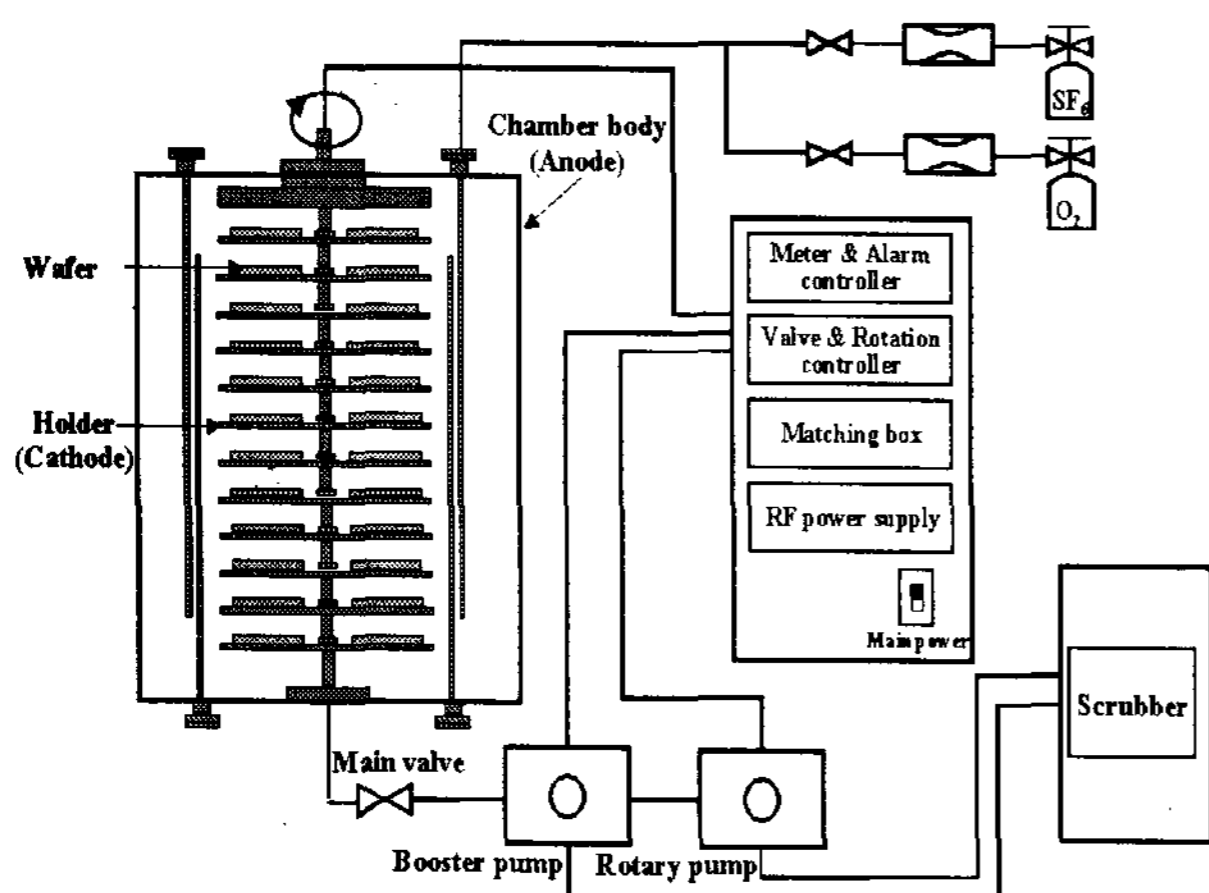 SF6
Chamber body
(Anode)
O2
Wafer
Meter & Alarm
controller
Valve & Rotation
controller
Holder
(Cathode)
Matching box
RF power supply
Main power
Scrubber
Main valve
Booster pump
Rotary pump